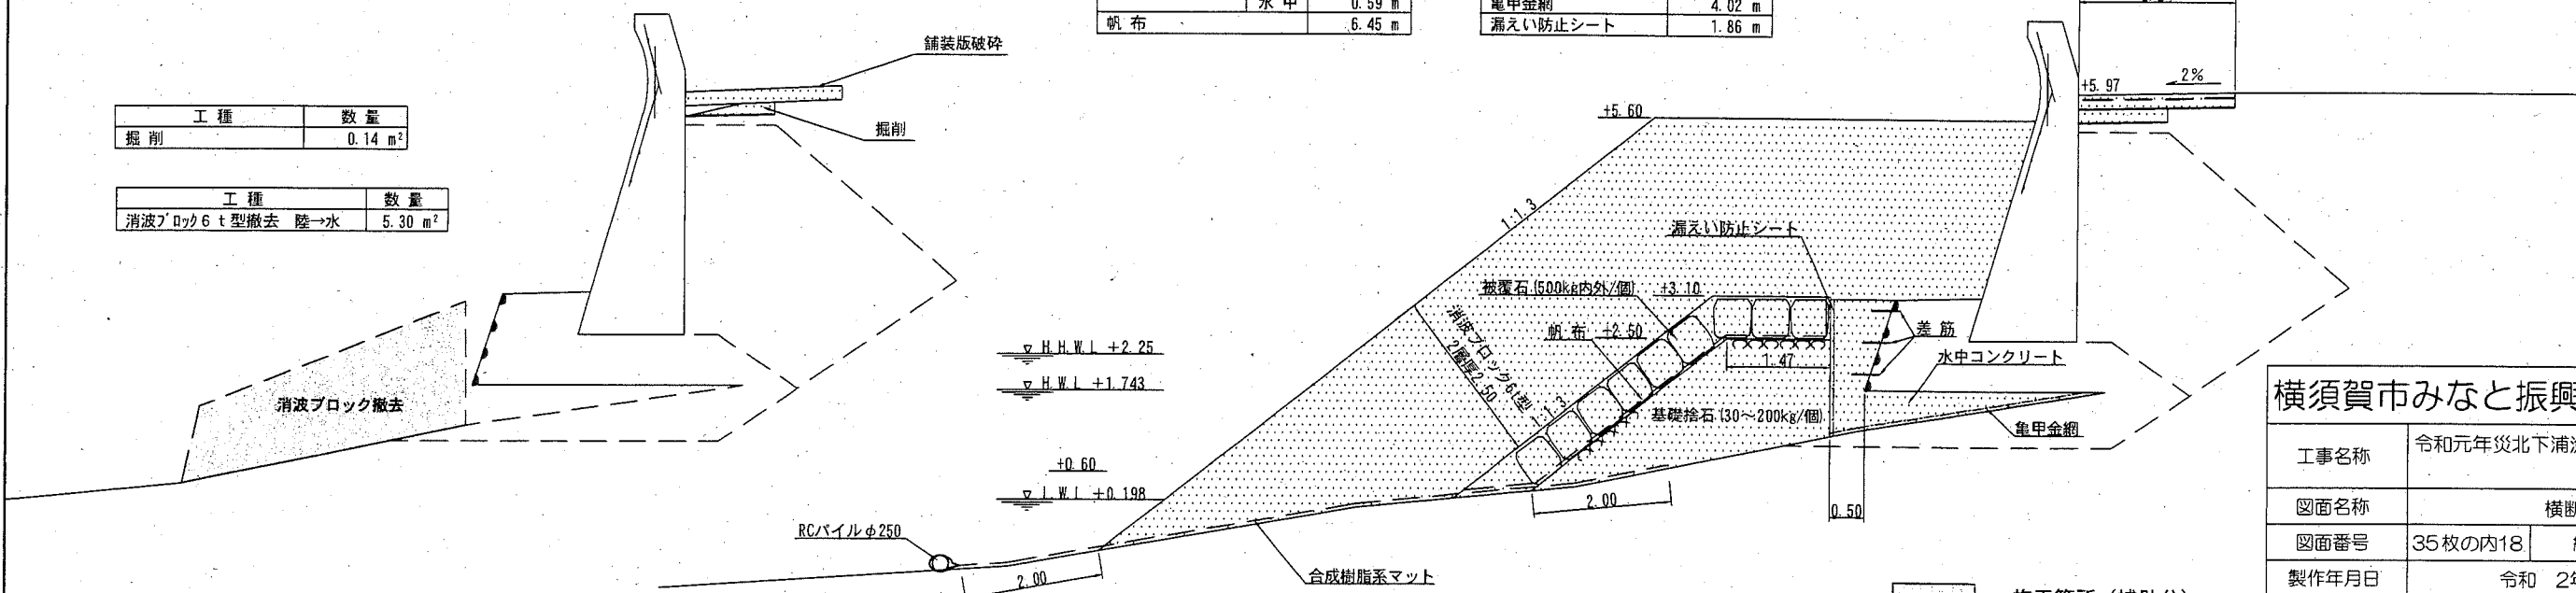 水中 0.59 m
帆布 6.45 m
亀甲金網 4.02 m
漏えい防止シート 1.86 m
舗装版破砕
掘削
工種 数量
掘削 0.14 m²
工種 数量
消波ブロック6t型撤去 陸→水 5.30 m²
消波ブロック撤去
+5.97
2%
+5.60
1:1.3
漏えい防止シート
被覆石(500kg内外/個) +3.10
消波ブロック6t型
2層厚2.50
帆布 +2.50
1:3
1.47
差筋
水中コンクリート
基礎捨石(30～200kg/個)
亀甲金網
H.H.W.L +2.25
H.W.L +1.743
+0.60
L.W.L +0.198
2.00
0.50
RCパイルφ250
2.00
合成樹脂系マット
横須賀市みなと振興
工事名称 令和元年災北下浦
図面名称 横断
図面番号 35枚の内18
製作年月日 令和 2年